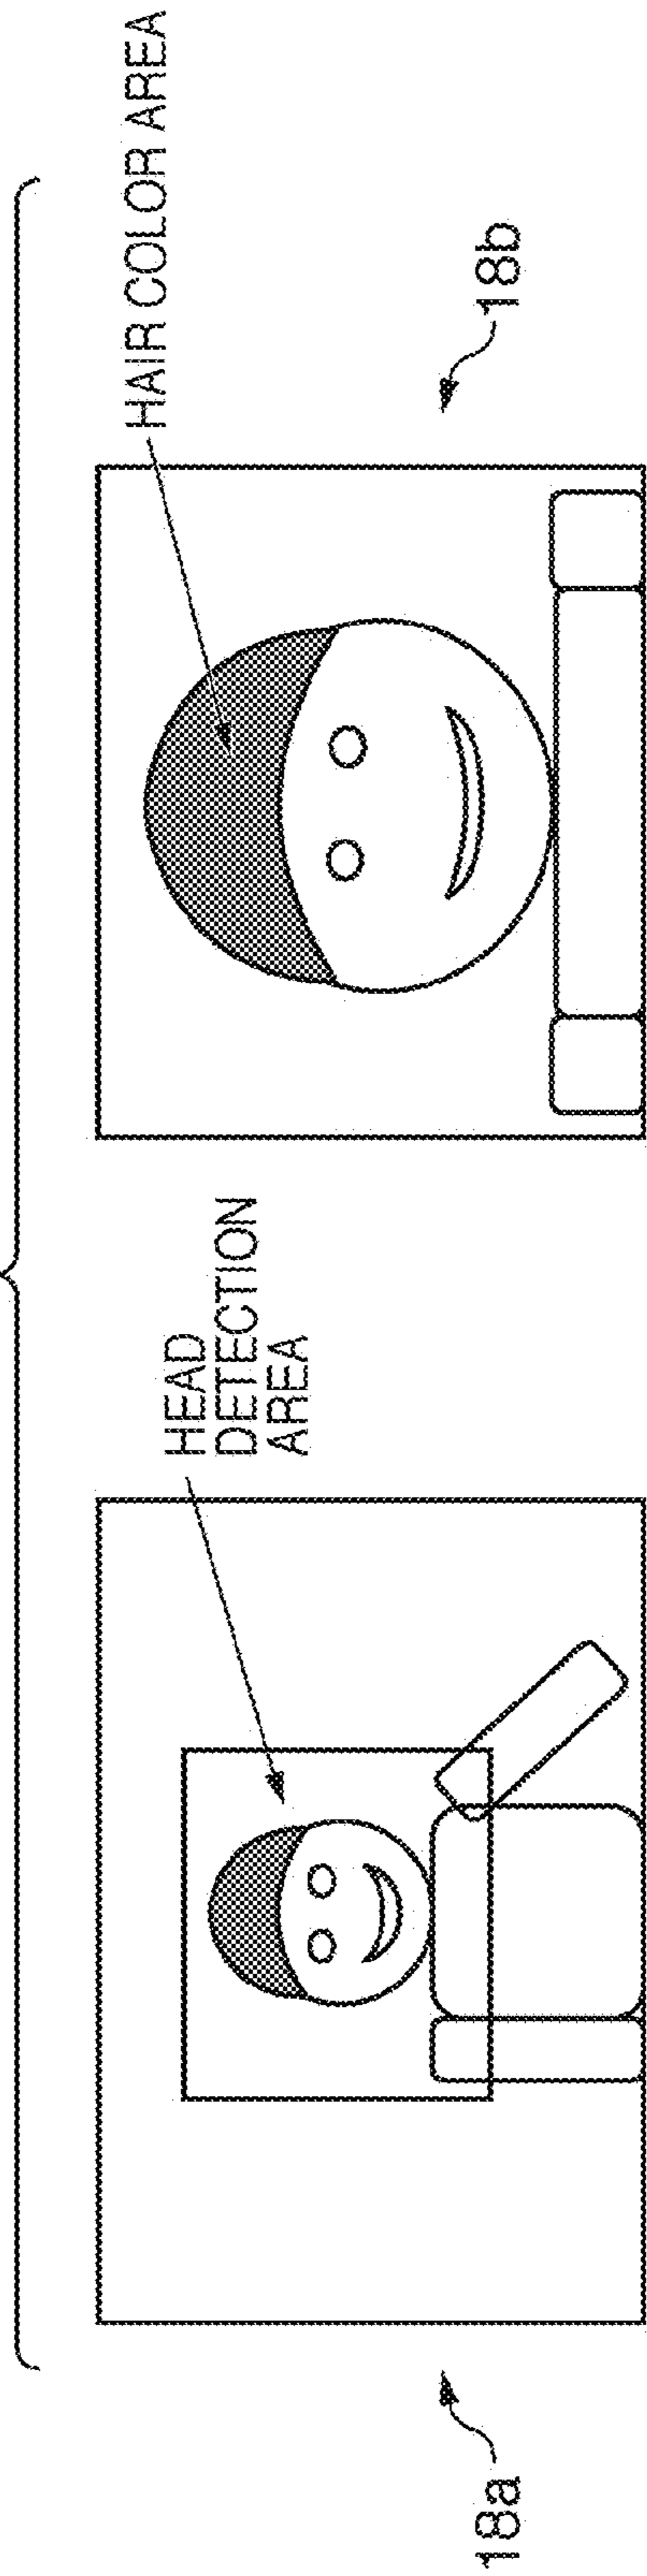 HEAD
DETECTION
AREA
HAIR COLOR AREA
18a
18b